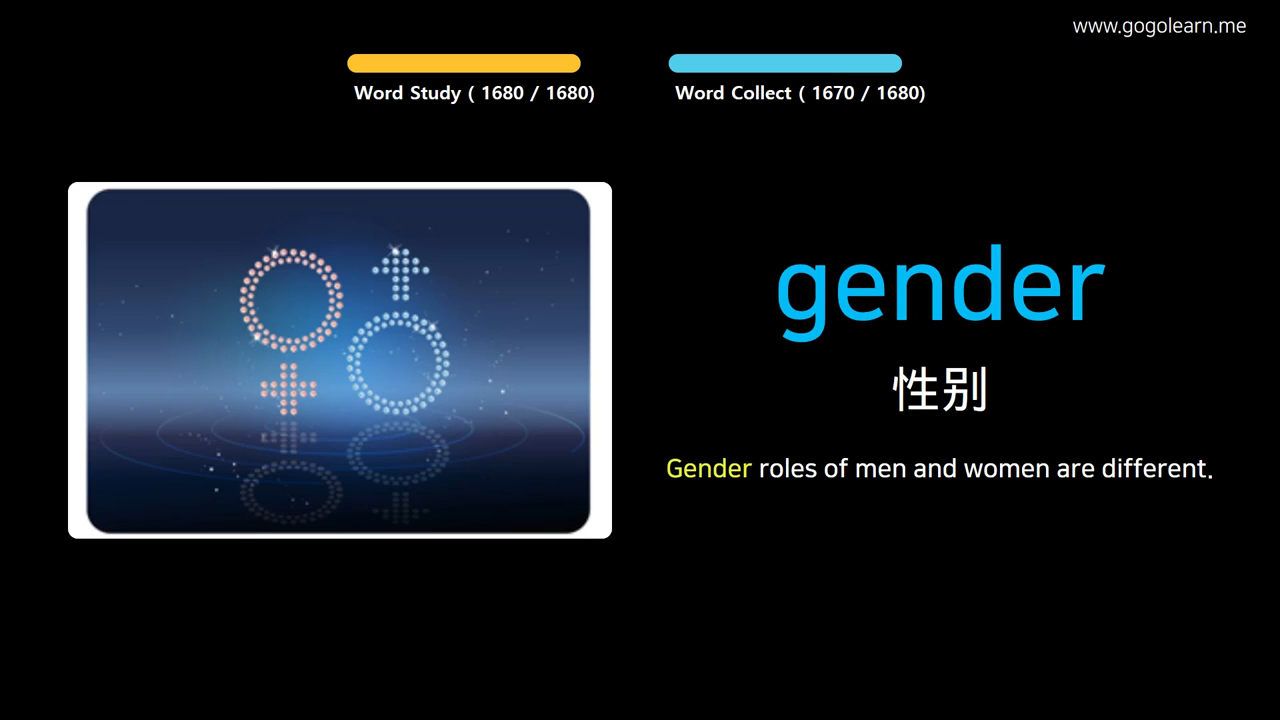 www.gogolearn.me
Word Study ( 1680 / 1680)
Word Collect ( 1670 / 1680)
gender
性别
Gender roles of men and women are different.